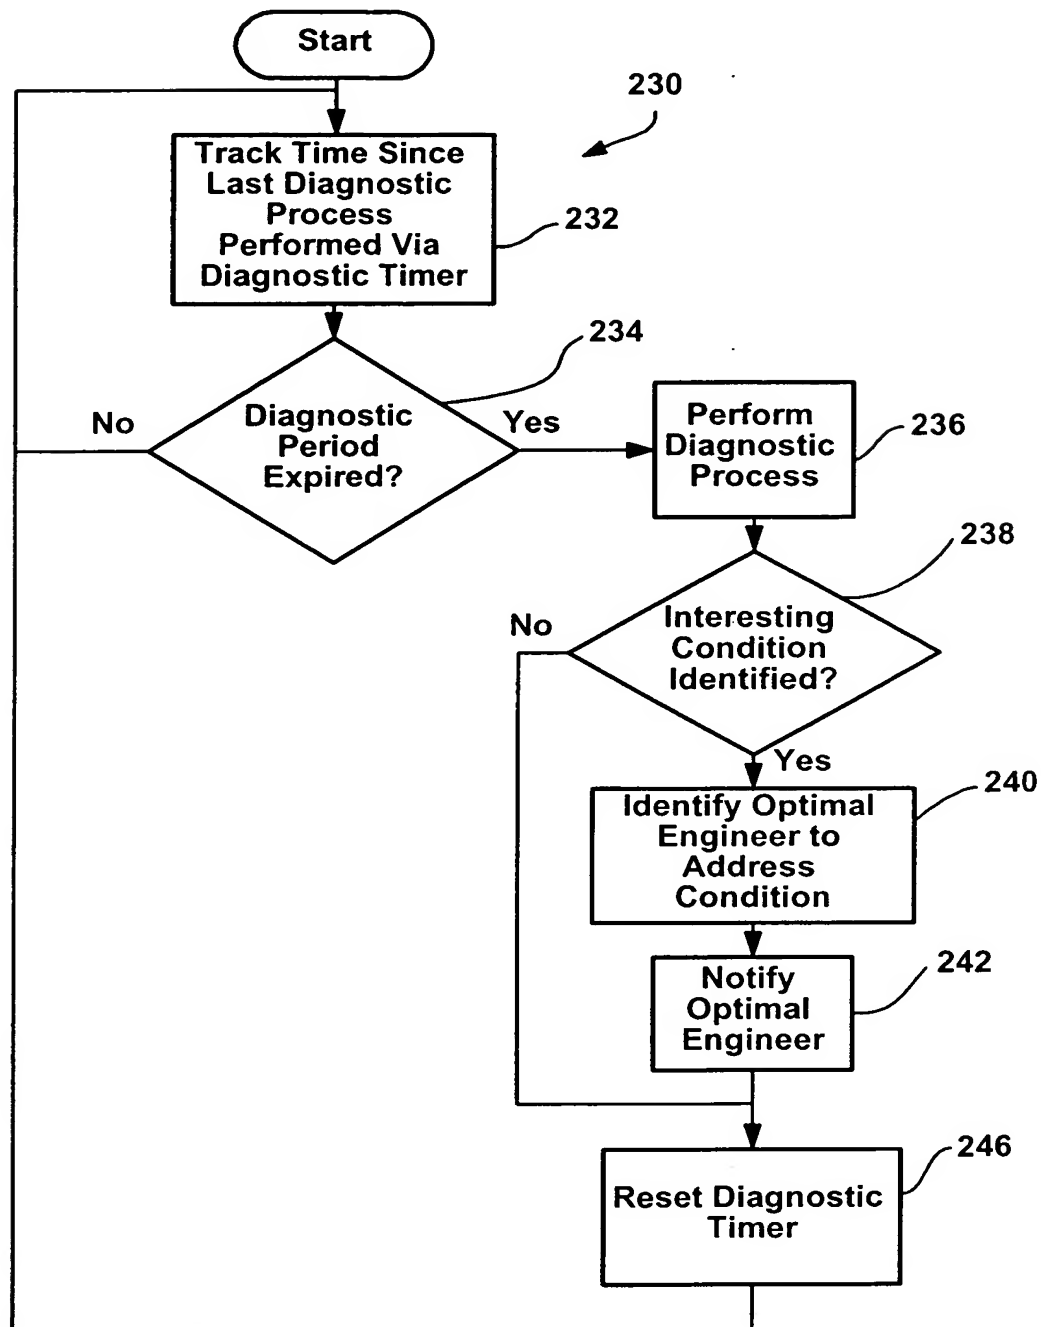 Start
230
Track Time Since
Last Diagnostic
Process
Performed Via
Diagnostic Timer
232
234
Diagnostic
Period
Expired?
No
Yes
Perform
Diagnostic
Process
236
238
Interesting
Condition
Identified?
No
Yes
Identify Optimal
Engineer to
Address
Condition
240
Notify
Optimal
Engineer
242
Reset Diagnostic
Timer
246